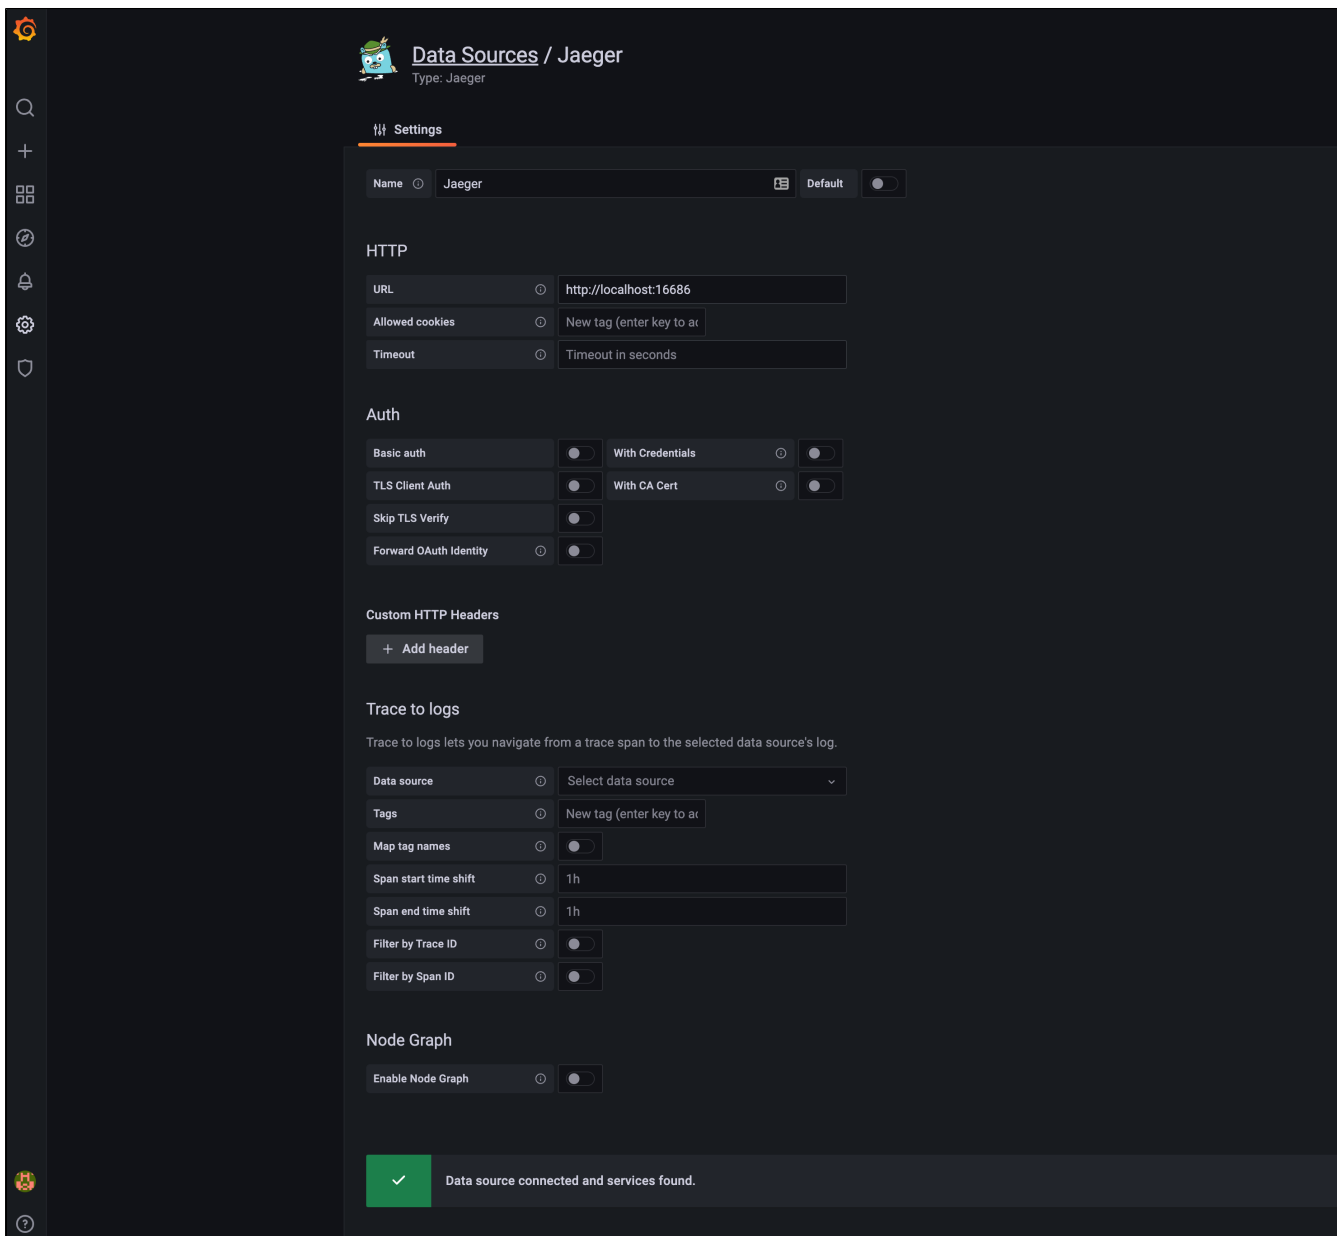 Data Sources / Jaeger
Type: Jaeger
Settings
Name Jaeger Default
HTTP
URL http://localhost:16686
Allowed cookies New tag (enter key to ac
Timeout Timeout in seconds
Auth
Basic auth With Credentials
TLS Client Auth With CA Cert
Skip TLS Verify
Forward OAuth Identity
Custom HTTP Headers
+ Add header
Trace to logs
Trace to logs lets you navigate from a trace span to the selected data source's log.
Data source Select data source
Tags New tag (enter key to ac
Map tag names
Span start time shift 1h
Span end time shift 1h
Filter by Trace ID
Filter by Span ID
Node Graph
Enable Node Graph
Data source connected and services found.